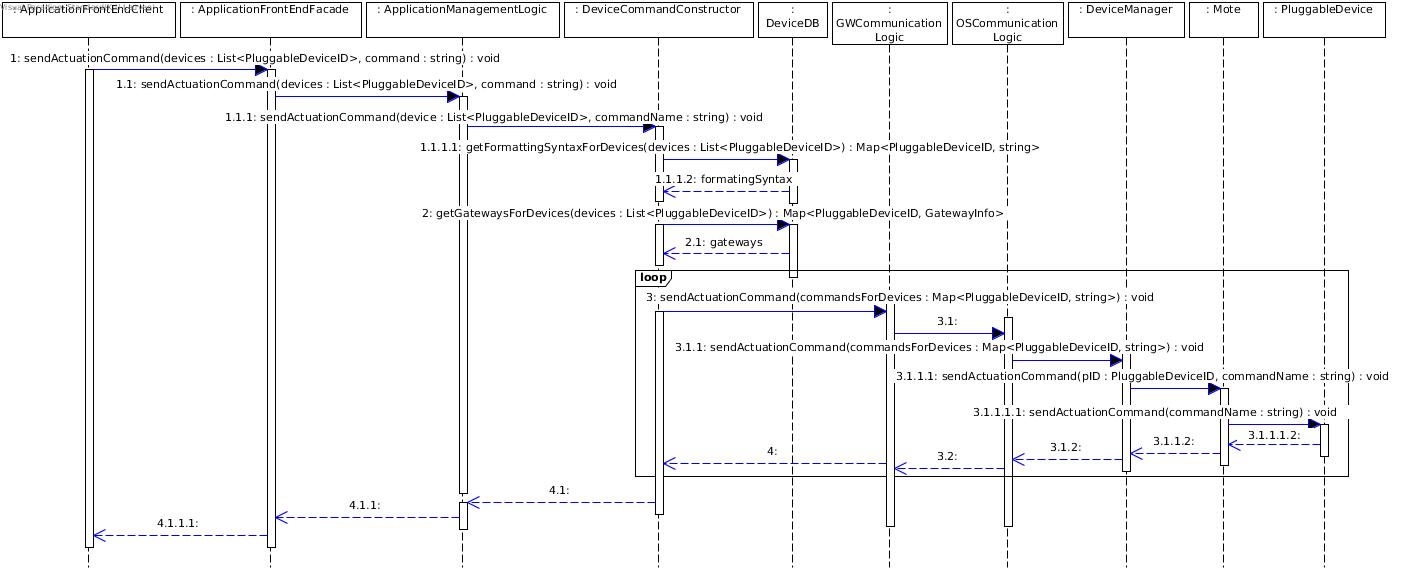 : ApplicationFrontEndClient
: ApplicationFrontEndFacade
: ApplicationManagementLogic
: DeviceCommandConstructor
:
DeviceDB
:
GWCommunication
Logic
:
OSCommunication
Logic
: DeviceManager
: Mote
: PluggableDevice
1: sendActuationCommand(devices : List<PluggableDeviceID>, command : string) : void
1.1: sendActuationCommand(devices : List<PluggableDeviceID>, command : string) : void
1.1.1: sendActuationCommand(device : List<PluggableDeviceID>, commandName : string) : void
1.1.1.1: getFormattingSyntaxForDevices(devices : List<PluggableDeviceID>) : Map<PluggableDeviceID, string>
1.1.1.2: formatingSyntax
2: getGatewaysForDevices(devices : List<PluggableDeviceID>) : Map<PluggableDeviceID, GatewayInfo>
2.1: gateways
loop
3: sendActuationCommand(commandsForDevices : Map<PluggableDeviceID, string>) : void
3.1:
3.1.1: sendActuationCommand(commandsForDevices : Map<PluggableDeviceID, string>) : void
3.1.1.1: sendActuationCommand(pID : PluggableDeviceID, commandName : string) : void
3.1.1.1.1: sendActuationCommand(commandName : string) : void
3.1.1.1.2:
3.1.1.2:
3.1.2:
3.2:
4:
4.1:
4.1.1:
4.1.1.1: